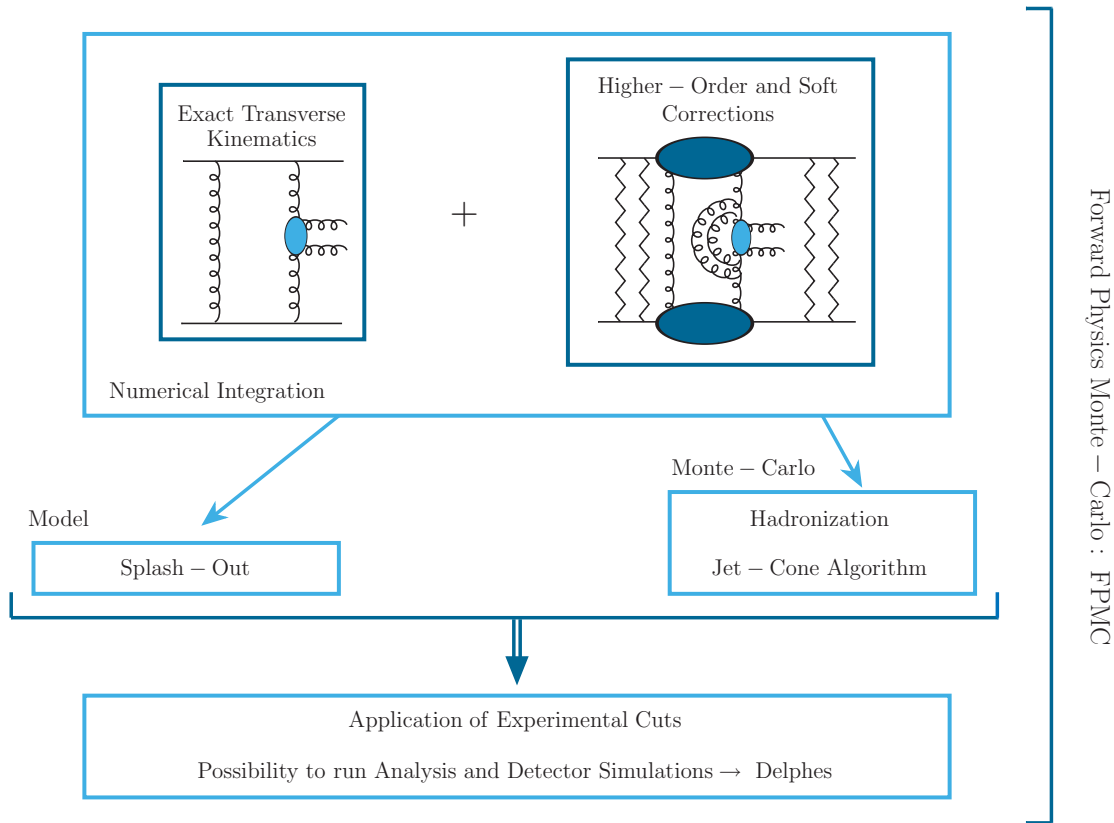 Exact Transverse
Kinematics
+
Higher – Order and Soft
Corrections
Numerical Integration
Model
Splash – Out
Monte – Carlo
Hadronization
Jet – Cone Algorithm
Application of Experimental Cuts
Possibility to run Analysis and Detector Simulations → Delphes
Forward Physics Monte – Carlo : FPMC